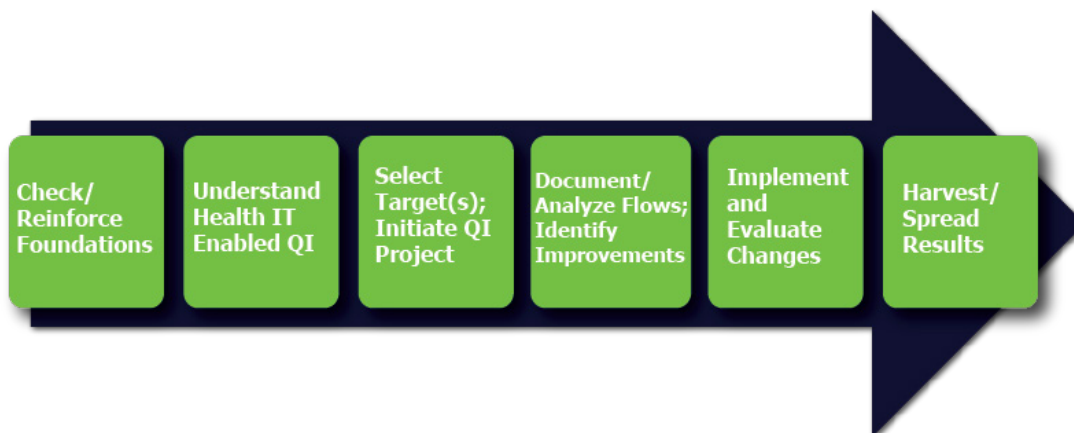 Check/
Reinforce
Foundations
Understand
Health IT
Enabled QI
Select
Target(s);
Initiate QI
Project
Document/
Analyze Flows;
Identify
Improvements
Implement
and
Evaluate
Changes
Harvest/
Spread
Results